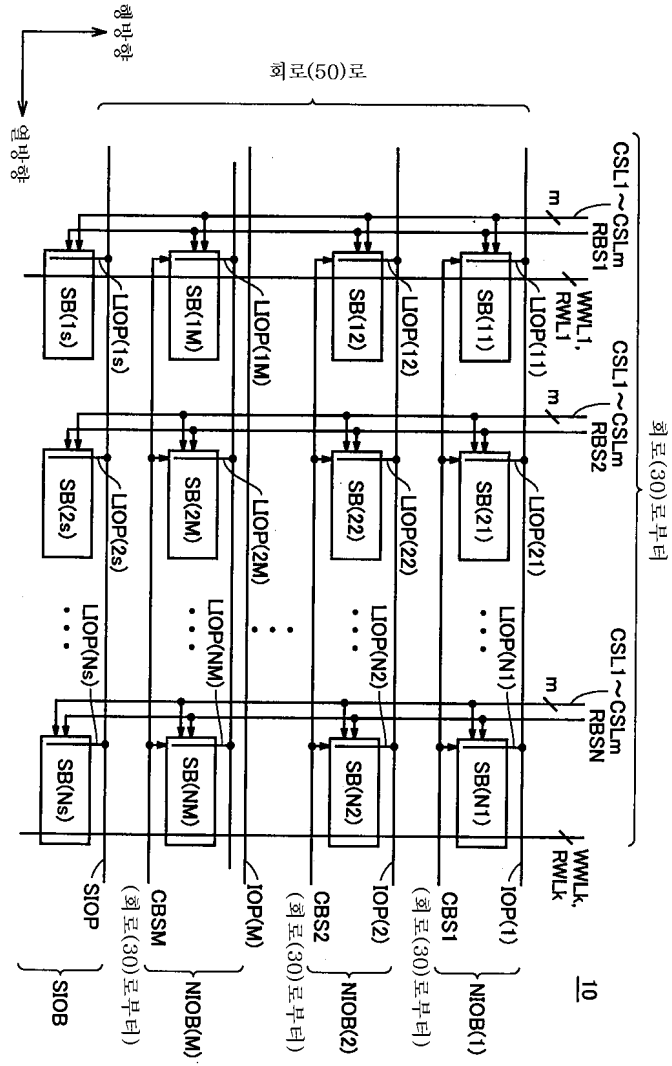 행방향
열방향
회로(50)로
회로(30)로부터
CSL1~CSLm
RBS1
m
WWL1,
RWL1
LIOP(11)
LIOP(12)
LIOP(1M)
LIOP(1s)
SB(11)
SB(12)
SB(1M)
SB(1s)
CSL1~CSLm
RBS2
m
LIOP(21)
LIOP(22)
LIOP(2M)
LIOP(2s)
SB(21)
SB(22)
SB(2M)
SB(2s)
CSL1~CSLm
RBSN
m
LIOP(N1)
LIOP(N2)
LIOP(NM)
LIOP(Ns)
SB(N1)
SB(N2)
SB(NM)
SB(Ns)
WWLk,
RWLk
IOP(1)
CBS1
(회로(30)로부터)
IOP(2)
CBS2
(회로(30)로부터)
IOP(M)
CBSM
(회로(30)로부터)
SIOP
NIOB(1)
NIOB(2)
NIOB(M)
SIOB
10